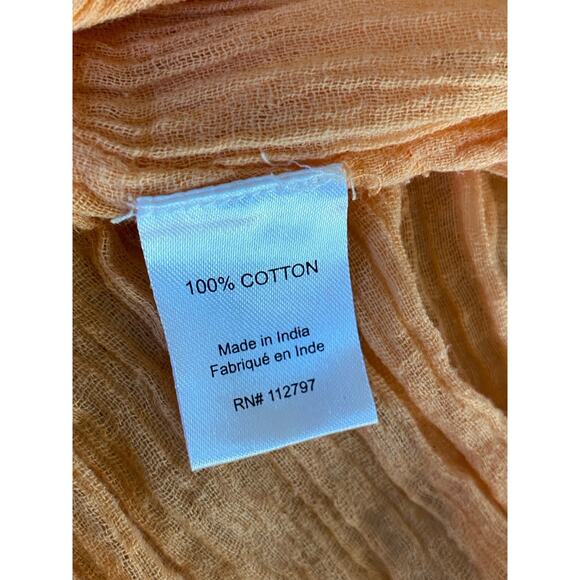 100% COTTON
Made in India
Fabriqué en Inde
RN# 112797